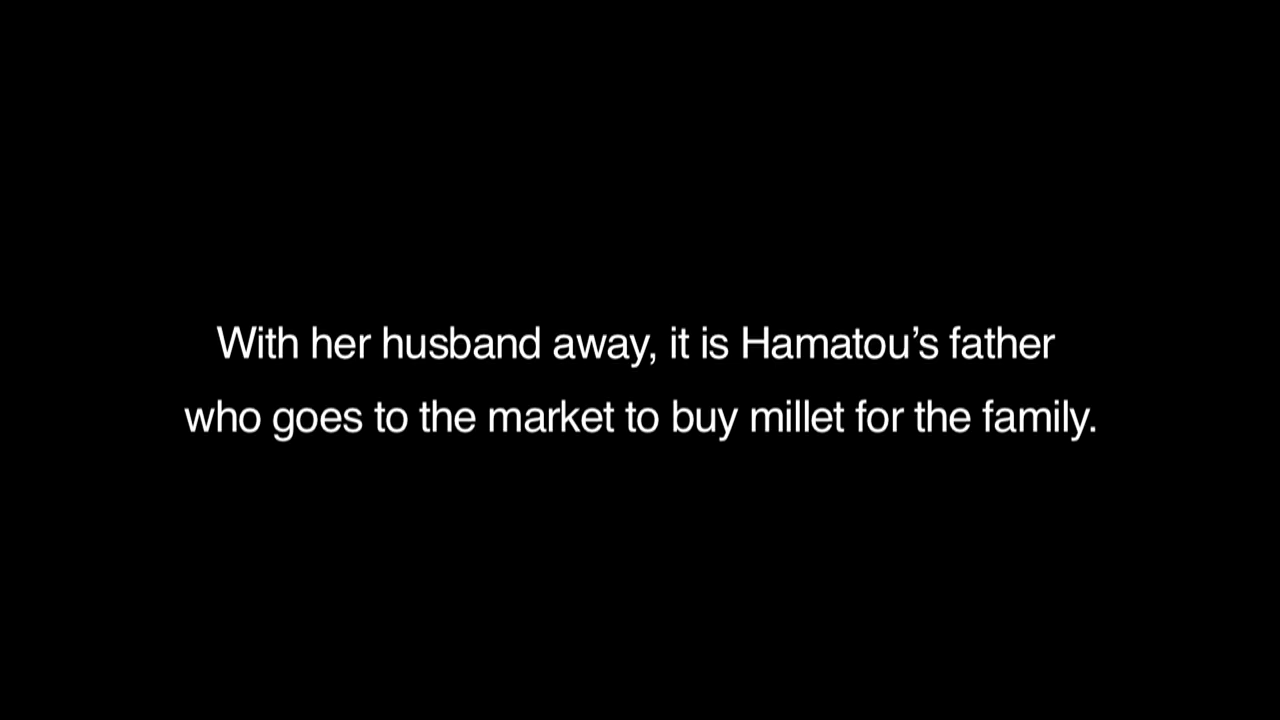 With her husband away, it is Hamatou’s father
who goes to the market to buy millet for the family.